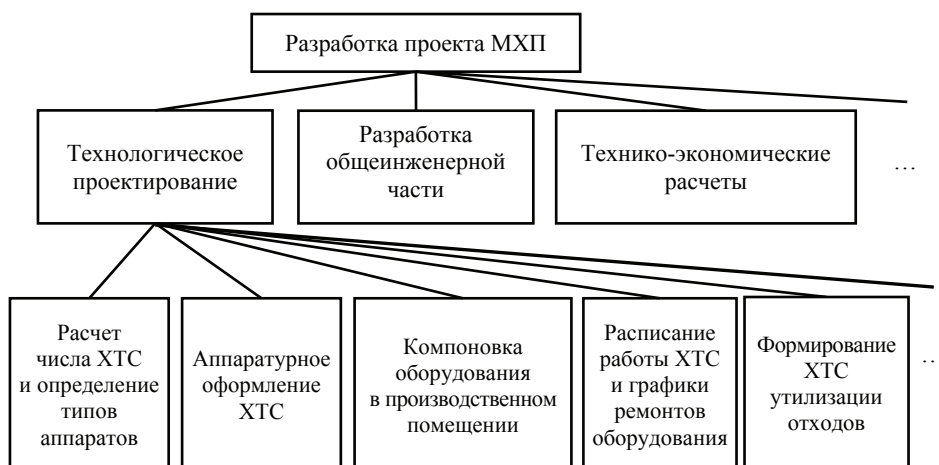 Разработка проекта МХП
Технологическое
проектирование
Разработка
общеинженерной
части
Технико-экономические
расчеты
…
Расчет
числа ХТС
и определение
типов
аппаратов
Аппаратурное
оформление
ХТС
Компоновка
оборудования
в производственном
помещении
Расписание
работы ХТС
и графики
ремонтов
оборудования
Формирование
ХТС
утилизации
отходов
…